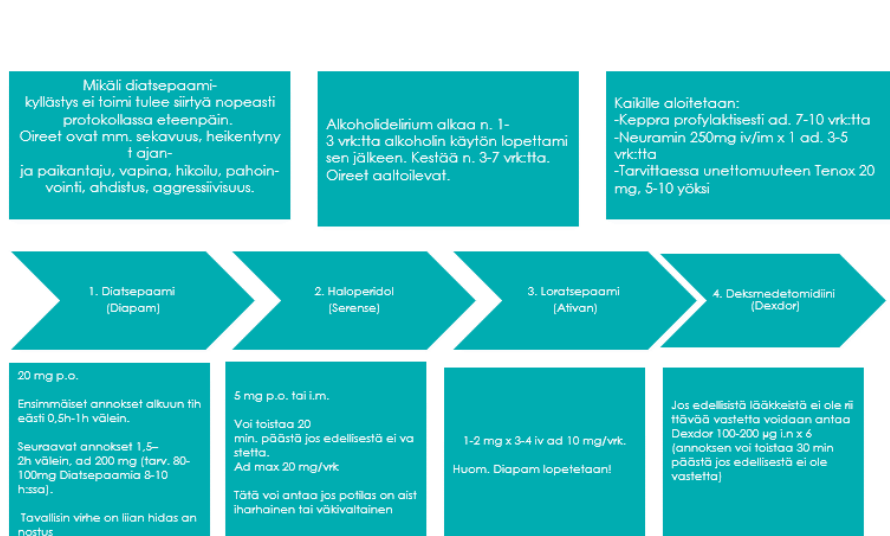 Mikäli diatsepaami-
kyllästys ei toimi tulee siirtyä nopeasti
protokollassa eteenpäin.
Oireet ovat mm. sekavuus, heikentyny
t ajan-
ja paikantaju, vapina, hikoilu, pahoin-
vointi, ahdistus, aggressiivisuus.
Alkoholidelirium alkaa n. 1-
3 vrk:tta alkoholin käytön lopettami
sen jälkeen. Kestää n. 3-7 vrk:tta.
Oireet aaltoilevat.
Kaikille aloitetaan:
-Keppra profylaktisesti ad. 7-10 vrk:tta
-Neuramin 250mg iv/im x 1 ad. 3-5
vrk:tta
-Tarvittaessa unettomuuteen Tenox 20
mg, 5-10 yöksi
1. Diatsepaami
(Diapam)
2. Haloperidol
(Serense)
3. Loratsepaami
(Ativan)
4. Deksmedetomidiini
(Dexdor)
20 mg p.o.
Ensimmäiset annokset alkuun tih
eästi 0,5h-1h välein.
Seuraavat annokset 1,5–
2h välein, ad 200 mg (tarv. 80-
100mg Diatsepaamia 8-10
h:ssa).
Tavallisin virhe on liian hidas an
nostus
5 mg p.o. tai i.m.
Voi toistaa 20
min. päästä jos edellisestä ei va
stetta.
Ad max 20 mg/vrk
Tätä voi antaa jos potilas on aist
iharhainen tai väkivaltainen
1-2 mg x 3-4 iv ad 10 mg/vrk.
Huom. Diapam lopetetaan!
Jos edellisistä lääkkeistä ei ole rii
ttävää vastetta voidaan antaa
Dexdor 100-200 µg i.n x 6
(annoksen voi toistaa 30 min
päästä jos edellisestä ei ole
vastetta)